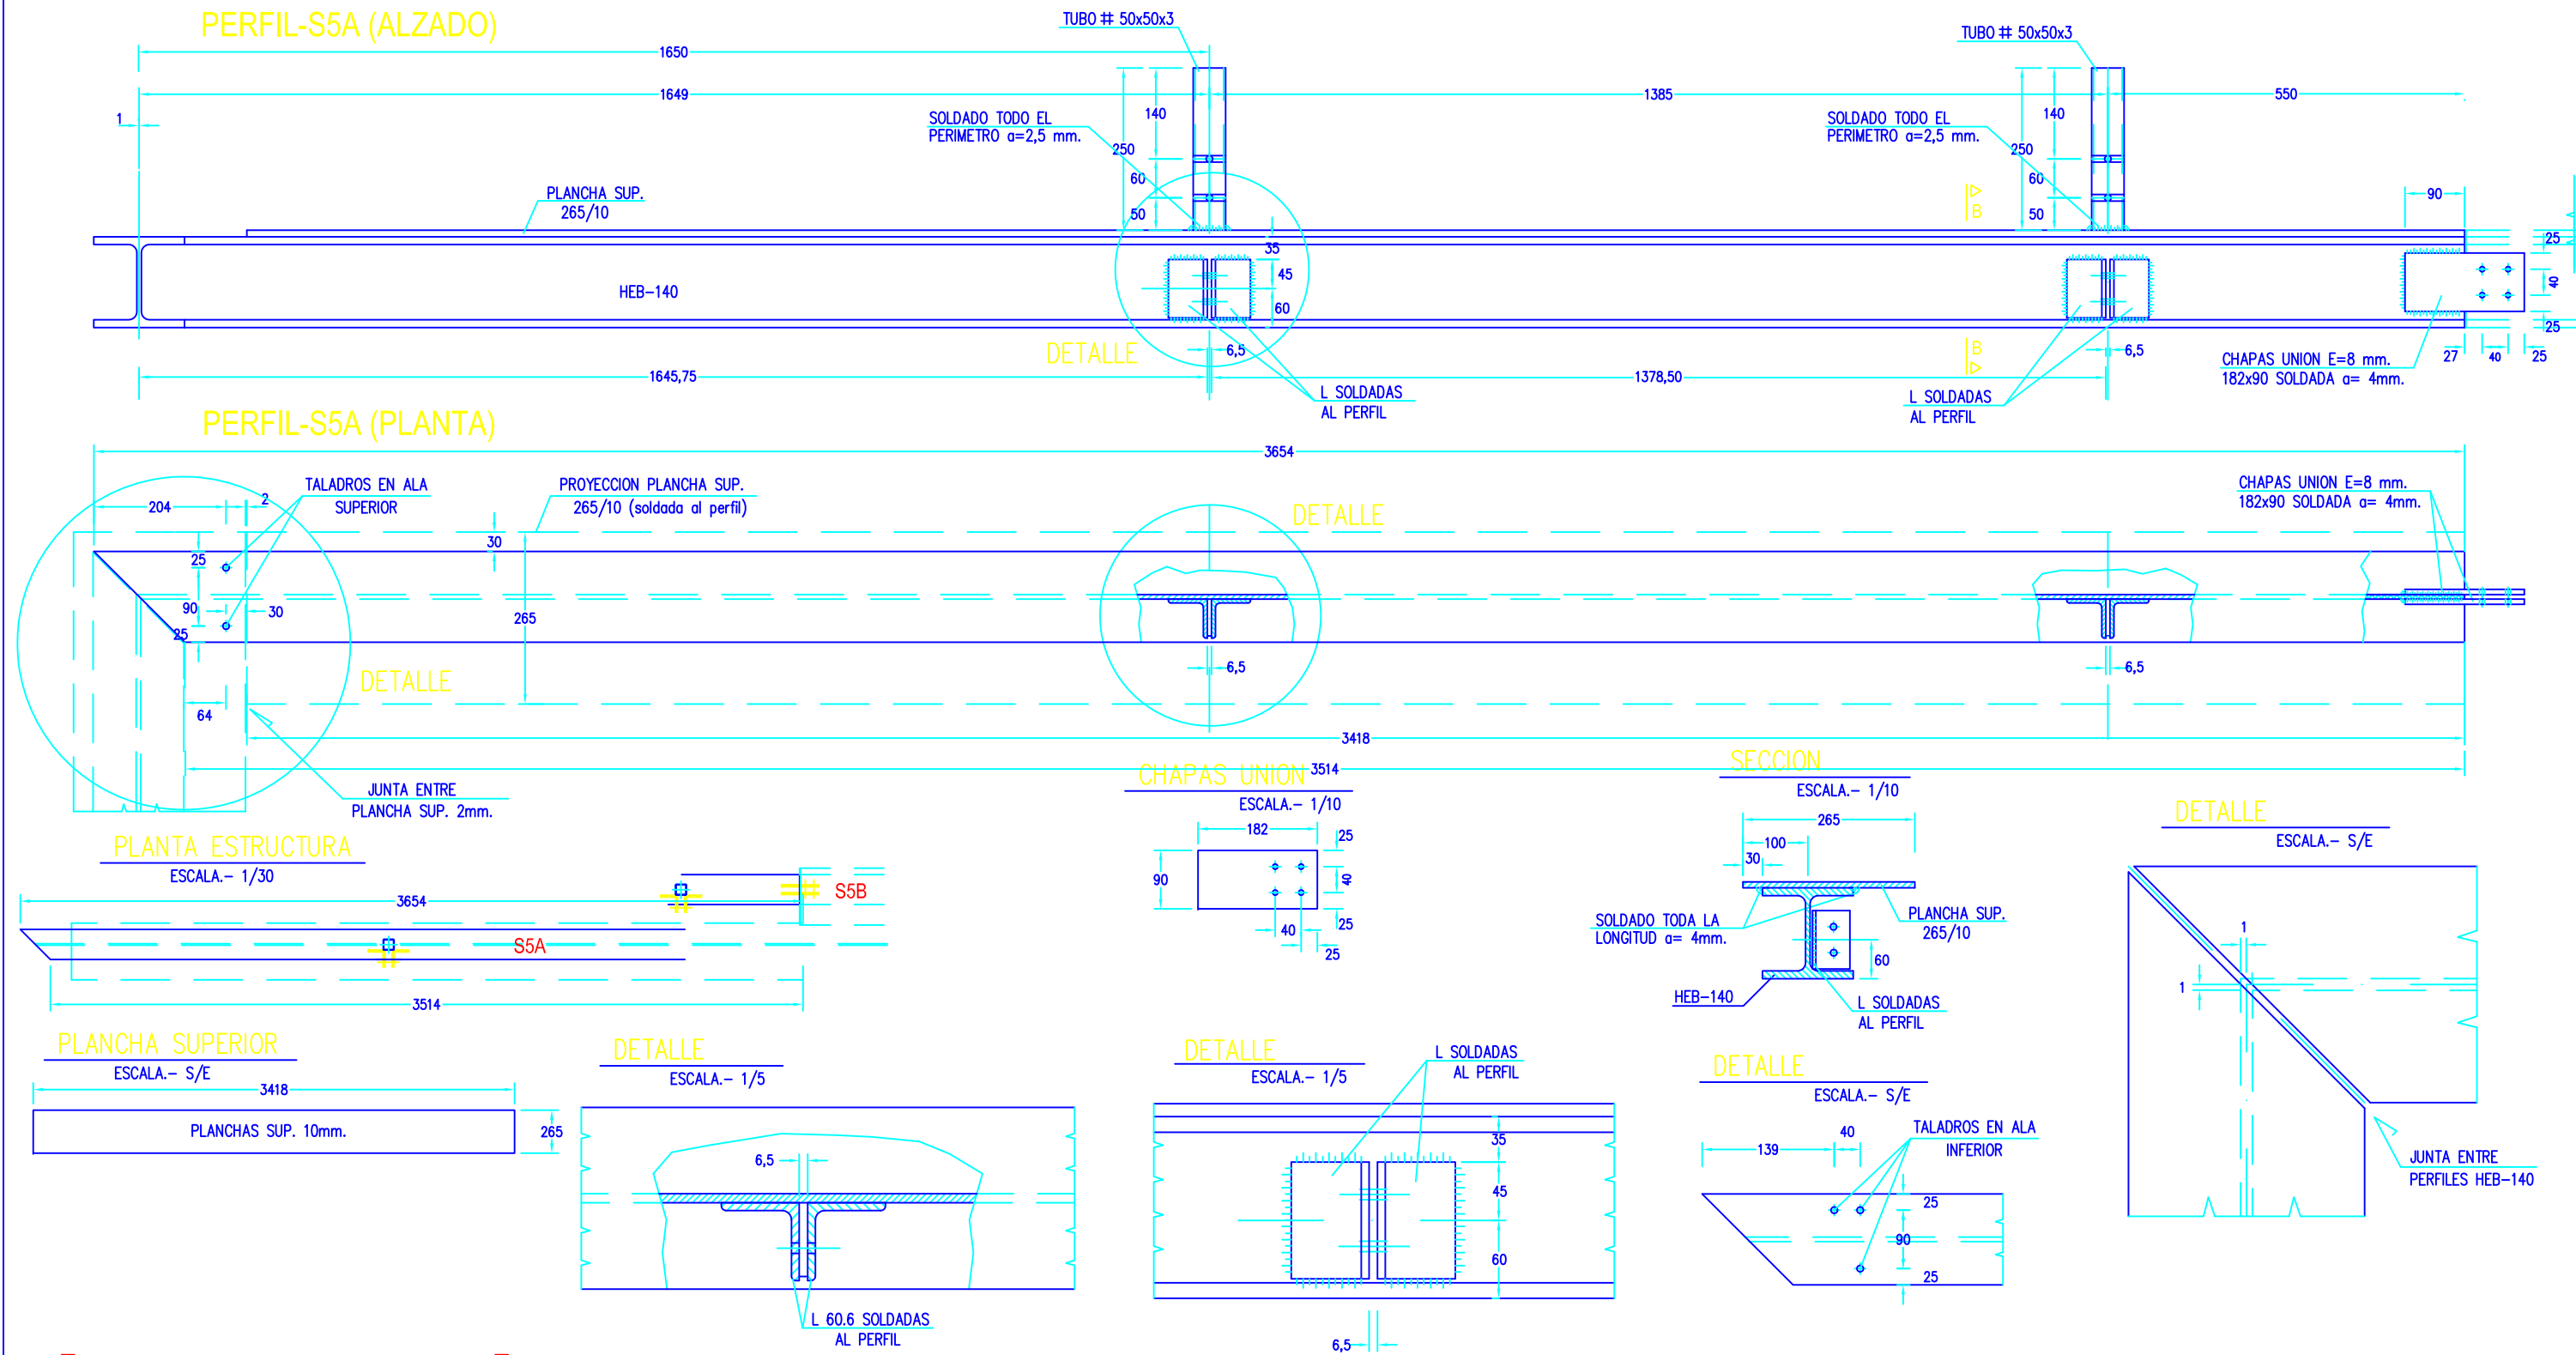 PERFIL-S5A (ALZADO)
1650
TUBO # 50x50x3
TUBO # 50x50x3
1649
1385
550
1
140
SOLDADO TODO EL
PERIMETRO a=2,5 mm.
250
60
50
140
SOLDADO TODO EL
PERIMETRO a=2,5 mm.
250
60
50
PLANCHA SUP.
265/10
B
90
35
45
60
25
40
25
HEB-140
DETALLE
6,5
B
6,5
27
40
25
CHAPAS UNION E=8 mm.
182x90 SOLDADA a= 4mm.
1645,75
1378,50
L SOLDADAS
AL PERFIL
L SOLDADAS
AL PERFIL
PERFIL-S5A (PLANTA)
3654
TALADROS EN ALA
SUPERIOR
204
2
PROYECCION PLANCHA SUP.
265/10 (soldada al perfil)
DETALLE
CHAPAS UNION E=8 mm.
182x90 SOLDADA a= 4mm.
30
25
90
30
25
265
6,5
6,5
DETALLE
64
3418
3514
JUNTA ENTRE
PLANCHA SUP. 2mm.
CHAPAS UNION
ESCALA.- 1/10
182
25
90
40
25
40
25
SECCION
ESCALA.- 1/10
265
100
30
SOLDADO TODA LA
LONGITUD a= 4mm.
PLANCHA SUP.
265/10
60
HEB-140
L SOLDADAS
AL PERFIL
DETALLE
ESCALA.- S/E
1
1
JUNTA ENTRE
PERFILES HEB-140
PLANTA ESTRUCTURA
ESCALA.- 1/30
3654
S5B
S5A
3514
PLANCHA SUPERIOR
ESCALA.- S/E
3418
PLANCHAS SUP. 10mm.
265
DETALLE
ESCALA.- 1/5
6,5
L 60.6 SOLDADAS
AL PERFIL
DETALLE
ESCALA.- 1/5
L SOLDADAS
AL PERFIL
35
45
60
6,5
DETALLE
ESCALA.- S/E
TALADROS EN ALA
INFERIOR
139
40
25
90
25